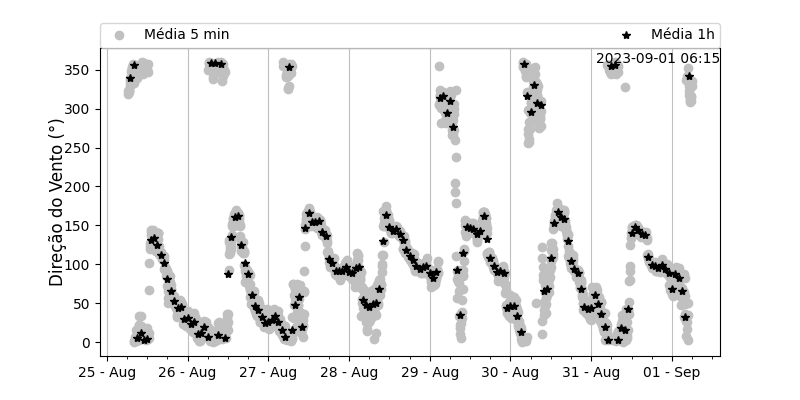 Média 5 min
Média 1h
2023-09-01 06:15
Direção do Vento (°)
350
300
250
200
150
100
50
0
25 - Aug
26 - Aug
27 - Aug
28 - Aug
29 - Aug
30 - Aug
31 - Aug
01 - Sep